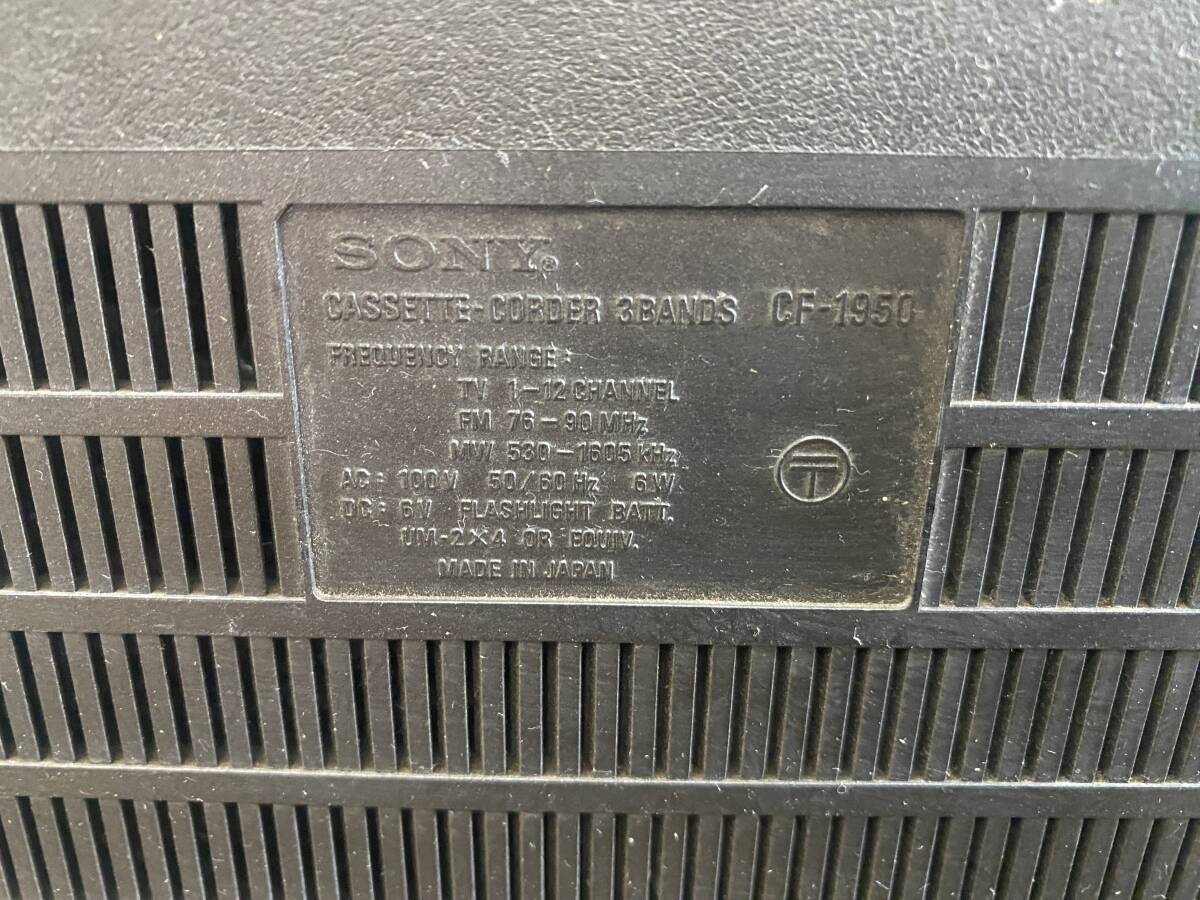 SONY®
CASSETTE-CORDER 3BANDS CF-1950
FREQUENCY RANGE:
TV 1-12 CHANNEL
FM 76-90 MHz
MW 530-1605 kHz
AC: 100V 50/60 Hz 6W
DC: 6V FLASHLIGHT BATT.
UM-2×4 OR EQUIV.
MADE IN JAPAN